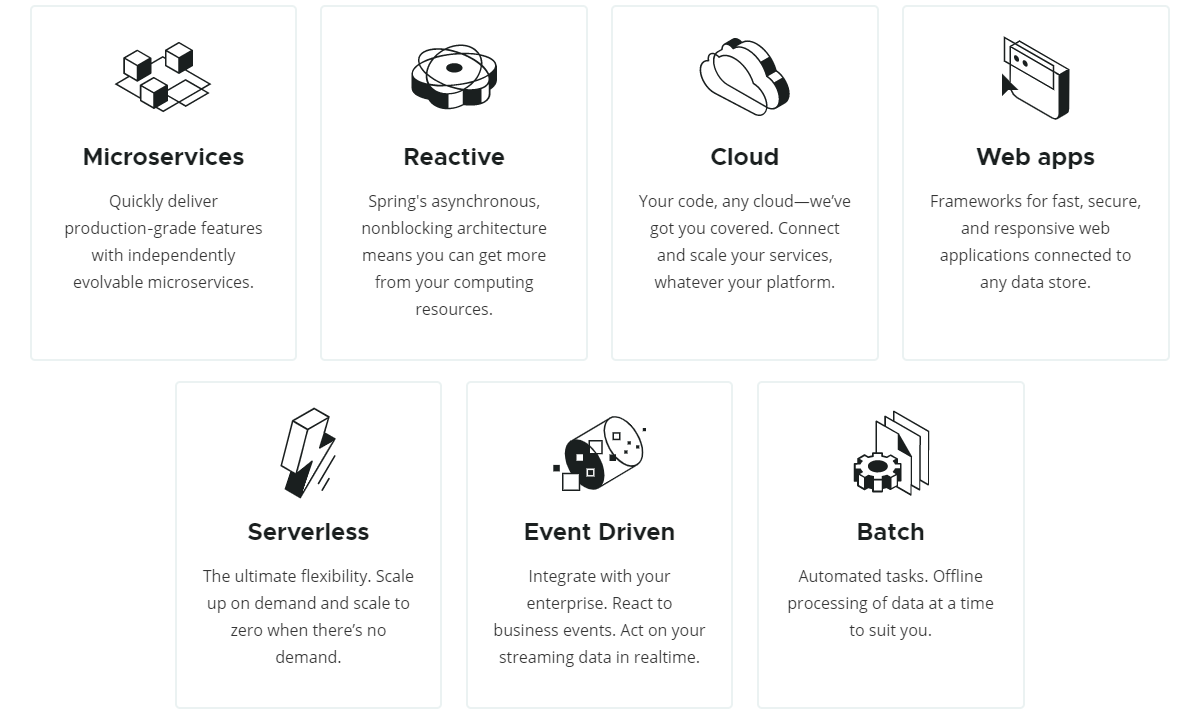 Microservices
Quickly deliver
production-grade features
with independently
evolvable microservices.
Reactive
Spring's asynchronous,
nonblocking architecture
means you can get more
from your computing
resources.
Cloud
Your code, any cloud—we’ve
got you covered. Connect
and scale your services,
whatever your platform.
Web apps
Frameworks for fast, secure,
and responsive web
applications connected to
any data store.
Serverless
The ultimate flexibility. Scale
up on demand and scale to
zero when there’s no
demand.
Event Driven
Integrate with your
enterprise. React to
business events. Act on your
streaming data in realtime.
Batch
Automated tasks. Offline
processing of data at a time
to suit you.